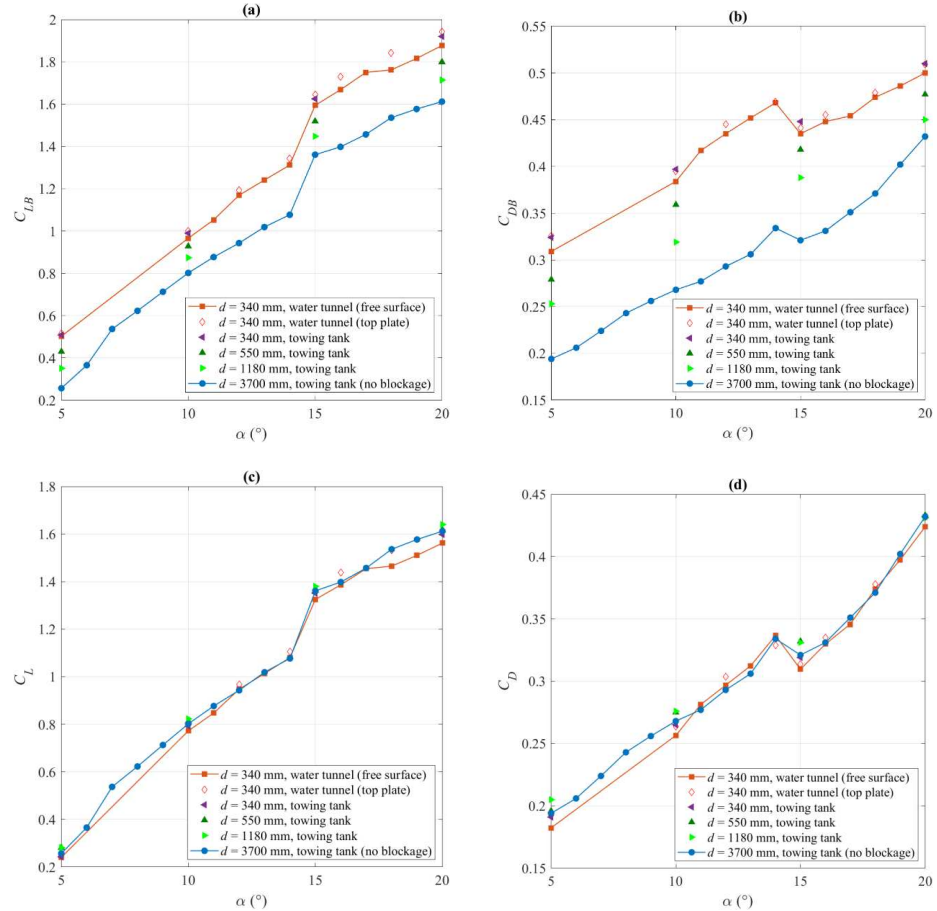 (a)
2
1.8
1.6
1.4
1.2
1
0.8
0.6
0.4
0.2
C_LB
d = 340 mm, water tunnel (free surface)
d = 340 mm, water tunnel (top plate)
d = 340 mm, towing tank
d = 550 mm, towing tank
d = 1180 mm, towing tank
d = 3700 mm, towing tank (no blockage)
5 10 15 20
α (°)
(b)
0.55
0.5
0.45
0.4
0.35
0.3
0.25
0.2
0.15
C_DB
d = 340 mm, water tunnel (free surface)
d = 340 mm, water tunnel (top plate)
d = 340 mm, towing tank
d = 550 mm, towing tank
d = 1180 mm, towing tank
d = 3700 mm, towing tank (no blockage)
5 10 15 20
α (°)
(c)
1.8
1.6
1.4
1.2
1
0.8
0.6
0.4
0.2
C_L
d = 340 mm, water tunnel (free surface)
d = 340 mm, water tunnel (top plate)
d = 340 mm, towing tank
d = 550 mm, towing tank
d = 1180 mm, towing tank
d = 3700 mm, towing tank (no blockage)
5 10 15 20
α (°)
(d)
0.45
0.4
0.35
0.3
0.25
0.2
0.15
C_D
d = 340 mm, water tunnel (free surface)
d = 340 mm, water tunnel (top plate)
d = 340 mm, towing tank
d = 550 mm, towing tank
d = 1180 mm, towing tank
d = 3700 mm, towing tank (no blockage)
5 10 15 20
α (°)